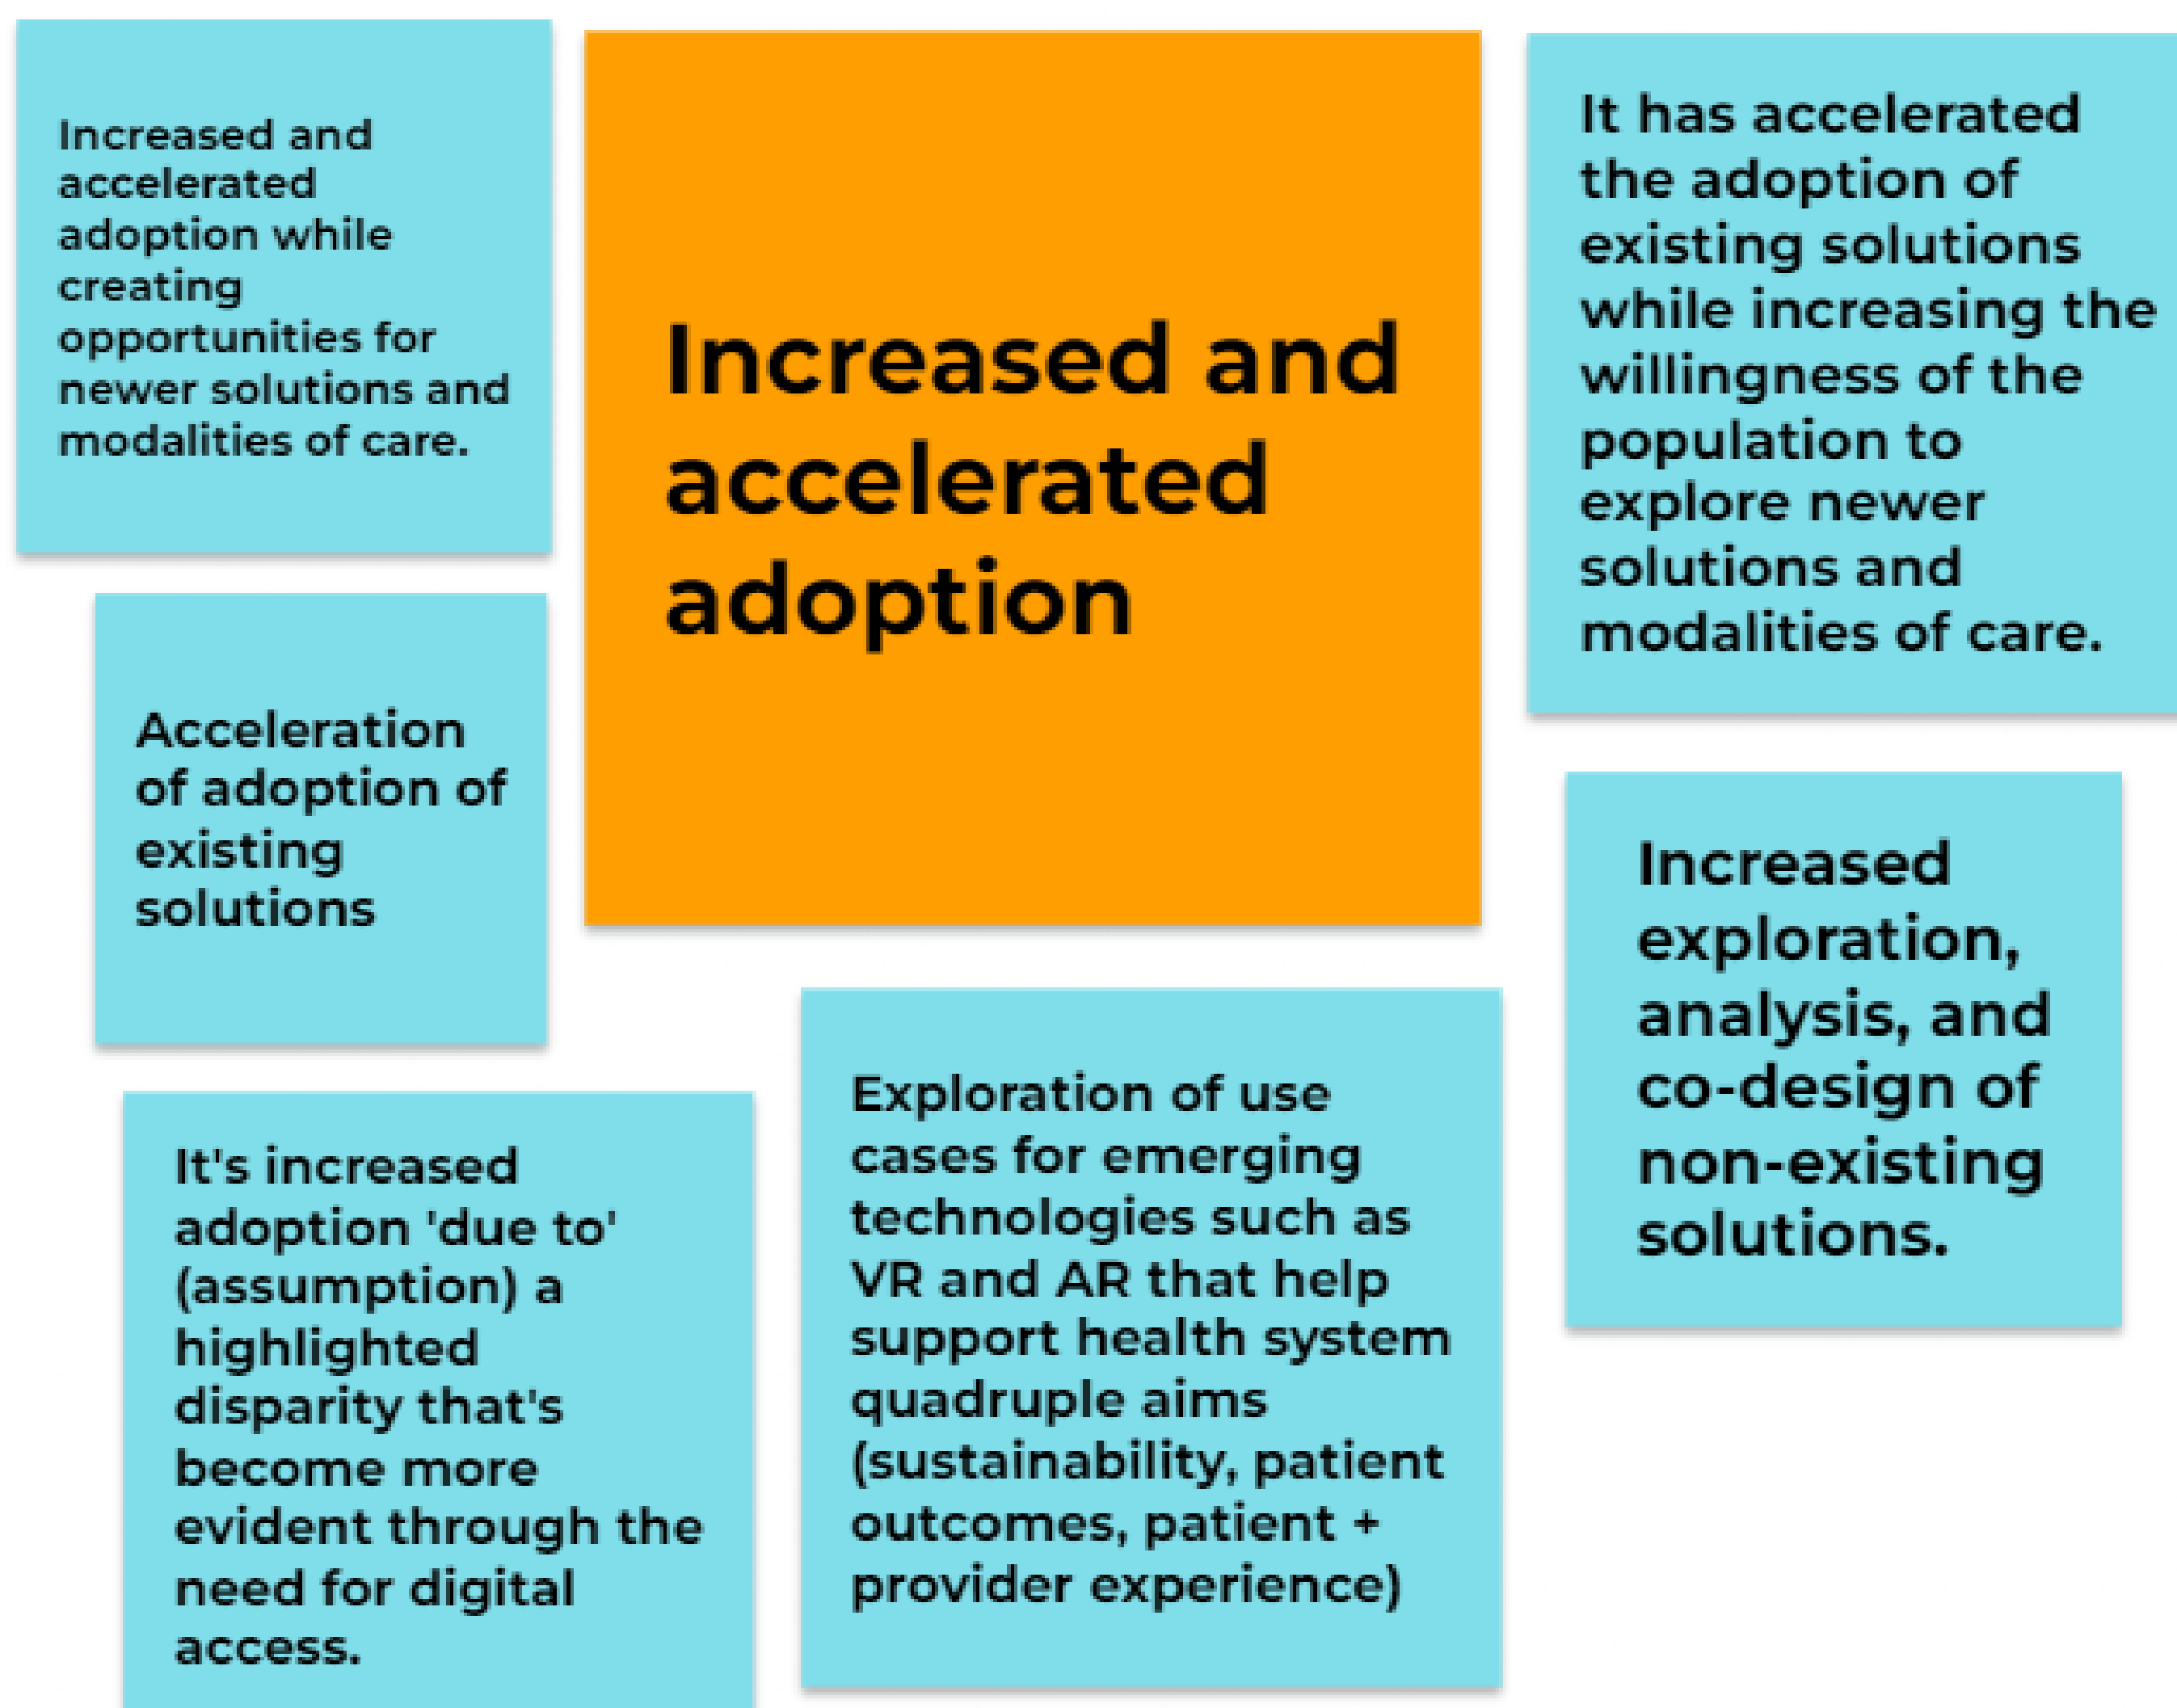 Increased and
accelerated
adoption while
creating
opportunities for
newer solutions and
modalities of care.
Increased and
accelerated
adoption
It has accelerated
the adoption of
existing solutions
while increasing the
willingness of the
population to
explore newer
solutions and
modalities of care.
Acceleration
of adoption of
existing
solutions
Increased
exploration,
analysis, and
co-design of
non-existing
solutions.
It's increased
adoption 'due to'
(assumption) a
highlighted
disparity that's
become more
evident through the
need for digital
access.
Exploration of use
cases for emerging
technologies such as
VR and AR that help
support health system
quadruple aims
(sustainability, patient
outcomes, patient +
provider experience)